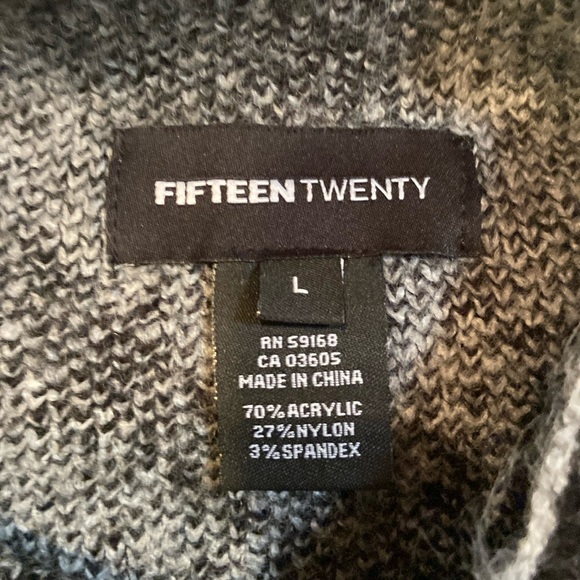 FIFTEEN TWENTY
L
RN 59168
CA 03605
MADE IN CHINA
70% ACRYLIC
27% NYLON
3% SPANDEX